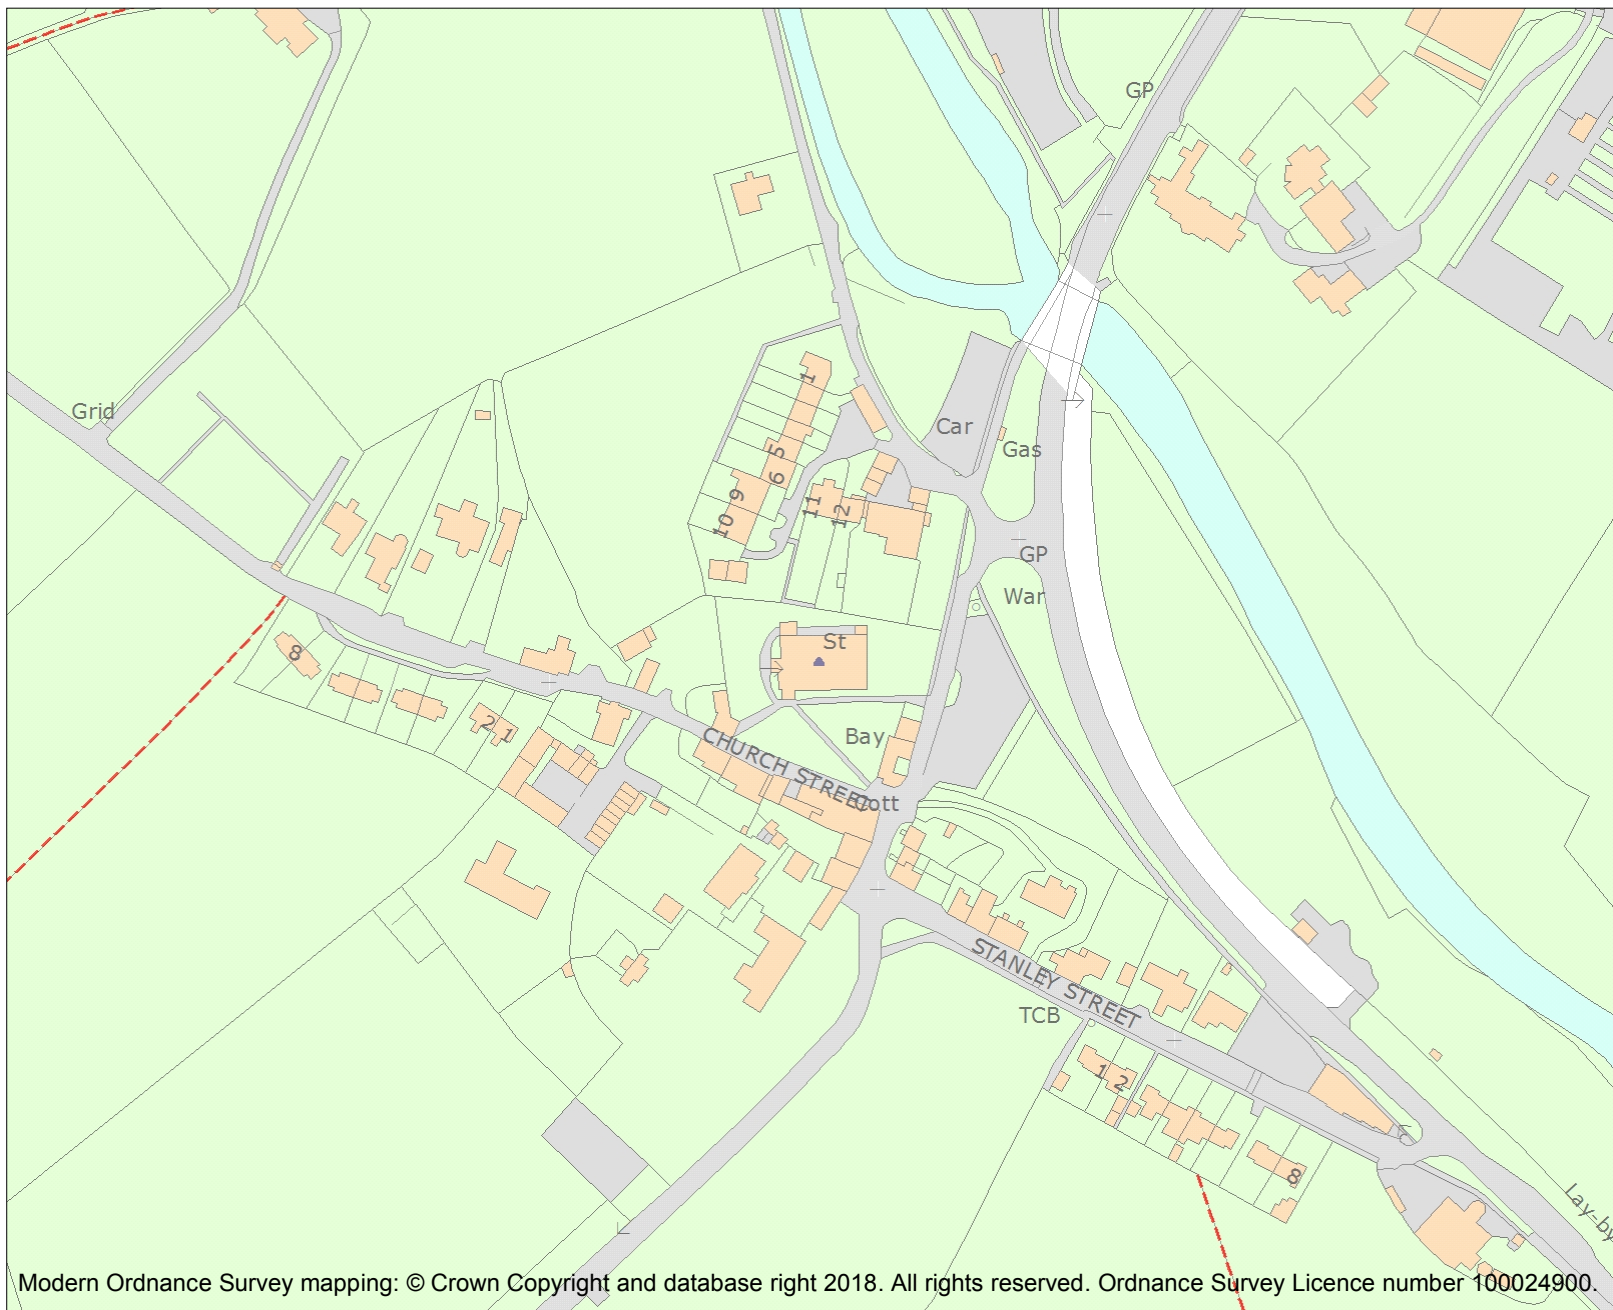 GP
Grid
Car
Gas
1
5
6
9
10
11
12
GP
War
St
8
2 1
Bay
CHURCH STREET
Cott
STANLEY STREET
TCB
1 2
8
Lay-by
Modern Ordnance Survey mapping: © Crown Copyright and database right 2018. All rights reserved. Ordnance Survey Licence number 100024900.